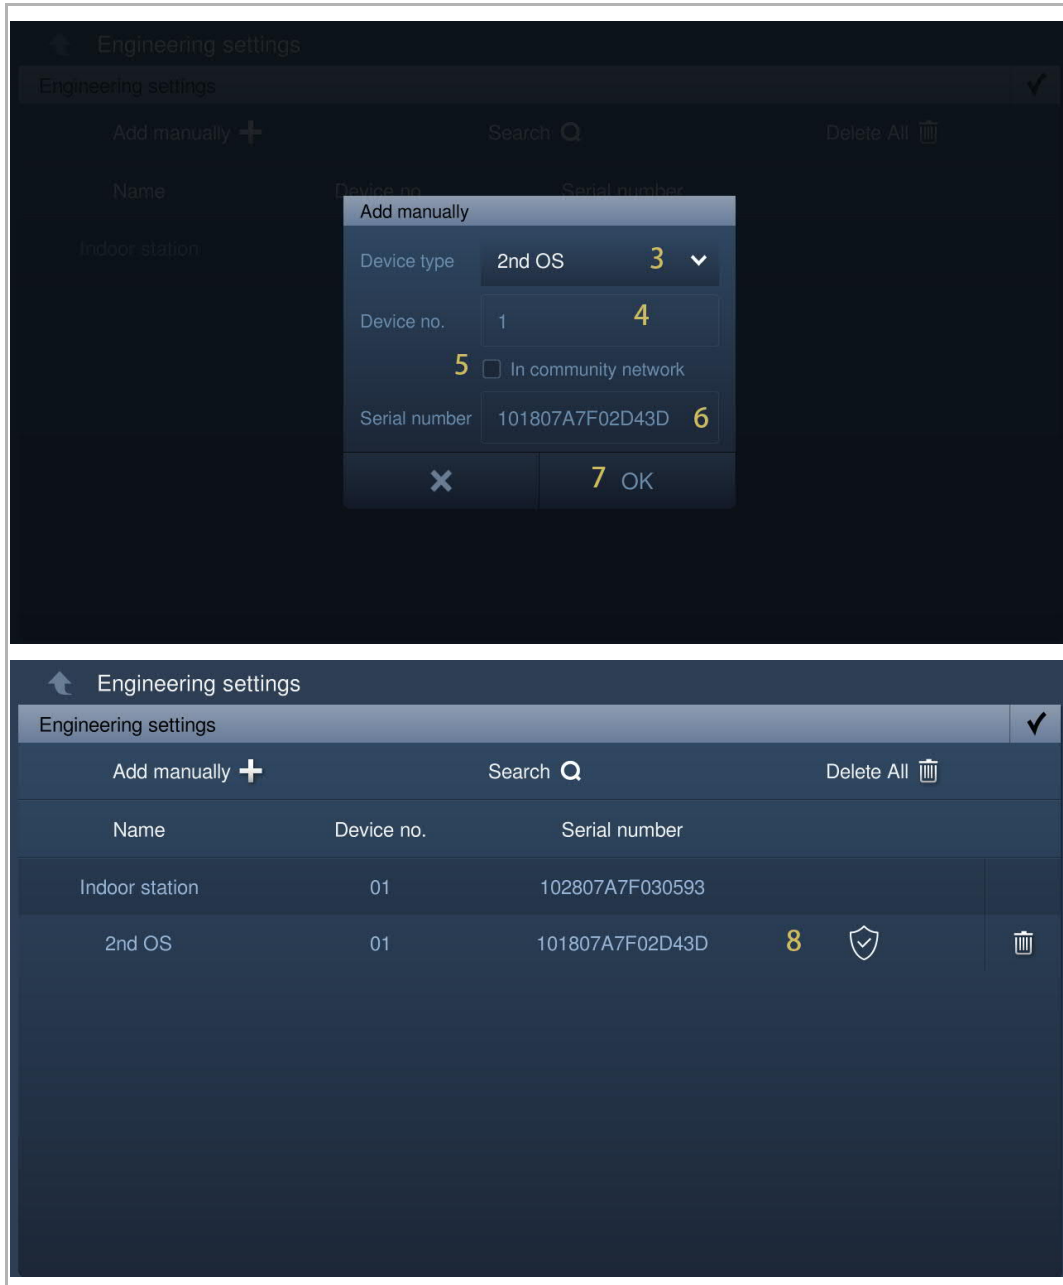 Engineering settings
Engineering settings
Add manually Search Delete All
Name Device no. Serial number
Add manually
Indoor station
Device type 2nd OS 3
Device no. 1 4
5 In community network
Serial number 101807A7F02D43D 6
7 OK
Engineering settings
Engineering settings
Add manually Search Delete All
Name Device no. Serial number
Indoor station 01 102807A7F030593
2nd OS 01 101807A7F02D43D 8